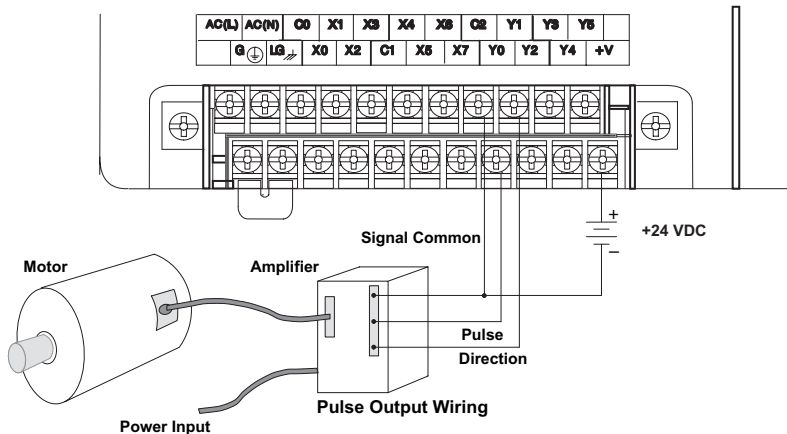 AC(L) AC(N) C0 X1 X3 X4 X6 C2 Y1 Y3 Y5
G LG X0 X2 C1 X5 X7 Y0 Y2 Y4 +V
+
+24 VDC
–
Signal Common
Motor
Amplifier
Pulse
Direction
Pulse Output Wiring
Power Input